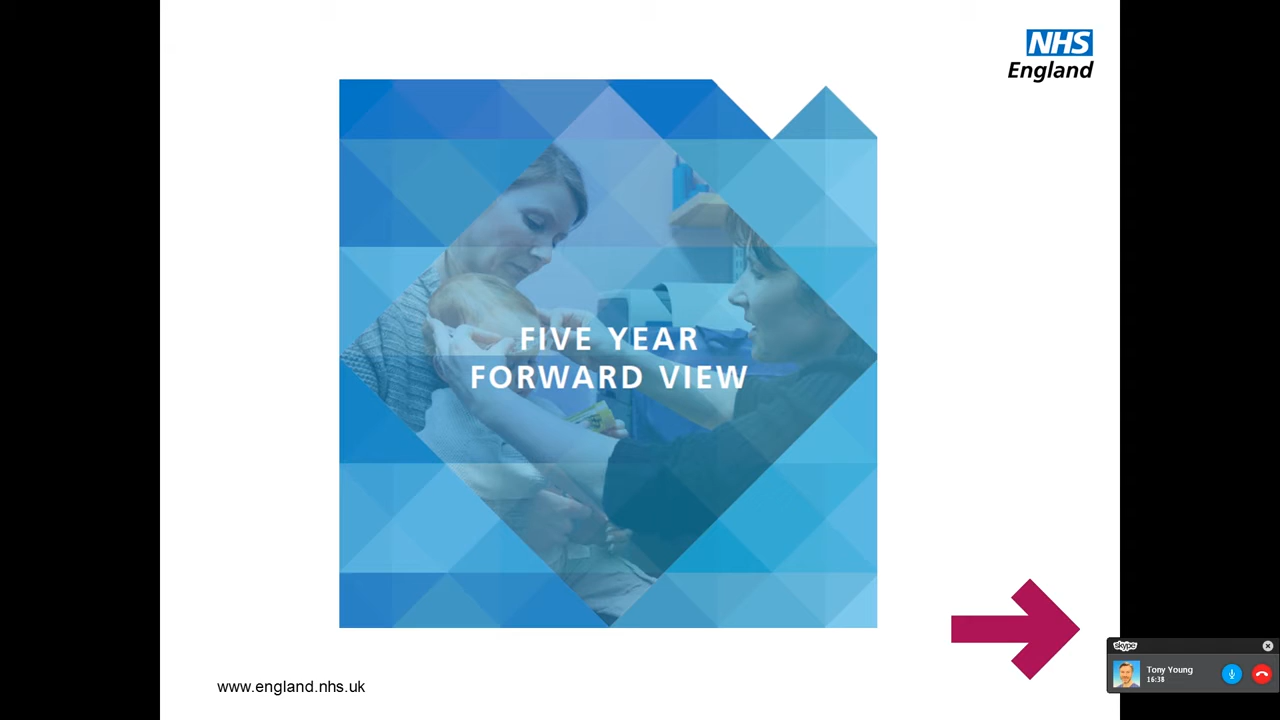 NHS
England
FIVE YEAR
FORWARD VIEW
www.england.nhs.uk
skype
Tony Young
16:38